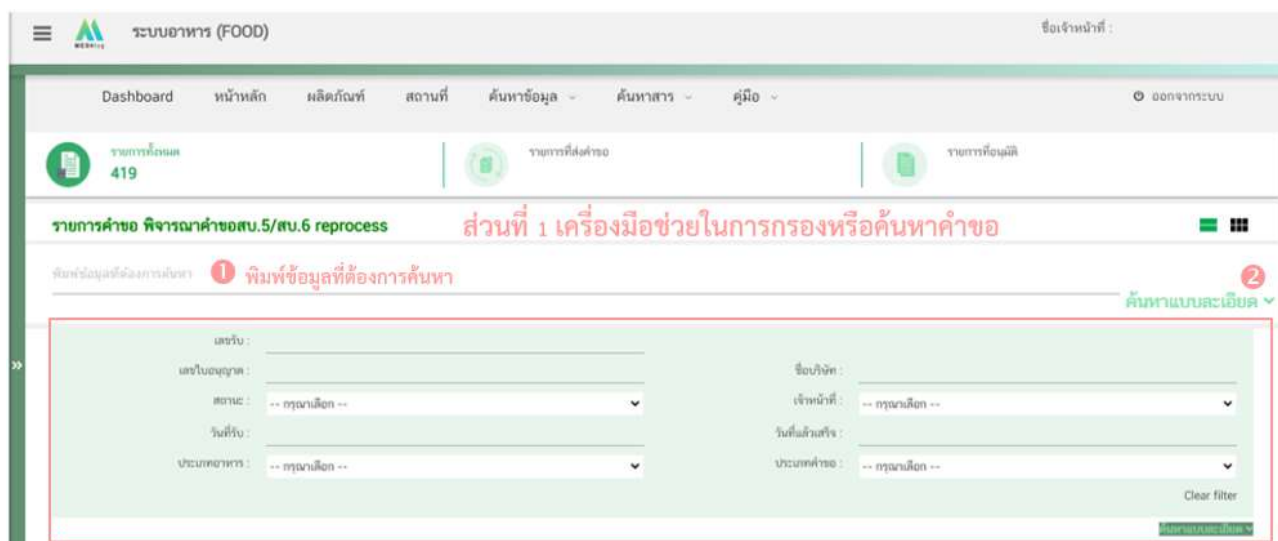 ระบบอาหาร (FOOD)
ชื่อเจ้าหน้าที่ :
Dashboard หน้าหลัก ผลิตภัณฑ์ สถานที่ ค้นหาข้อมูล ค้นหาสาร คู่มือ ออกจากระบบ
รายการทั้งหมด รายการที่ส่งคำขอ รายการที่อนุมัติ
419
รายการคำขอ พิจารณาคำขอสบ.5/สบ.6 reprocess ส่วนที่ 1 เครื่องมือช่วยในการกรองหรือค้นหาคำขอ
พิมพ์ข้อมูลที่ต้องการค้นหา 1 พิมพ์ข้อมูลที่ต้องการค้นหา
2
ค้นหาแบบละเอียด
เลขรับ :
เลขใบอนุญาต : ชื่อบริษัท :
สถานะ : -- กรุณาเลือก -- เจ้าหน้าที่ : -- กรุณาเลือก --
วันที่รับ : วันที่แล้วเสร็จ :
ประเภทอาหาร : -- กรุณาเลือก -- ประเภทคำขอ : -- กรุณาเลือก --
Clear filter
ค้นหาแบบละเอียด